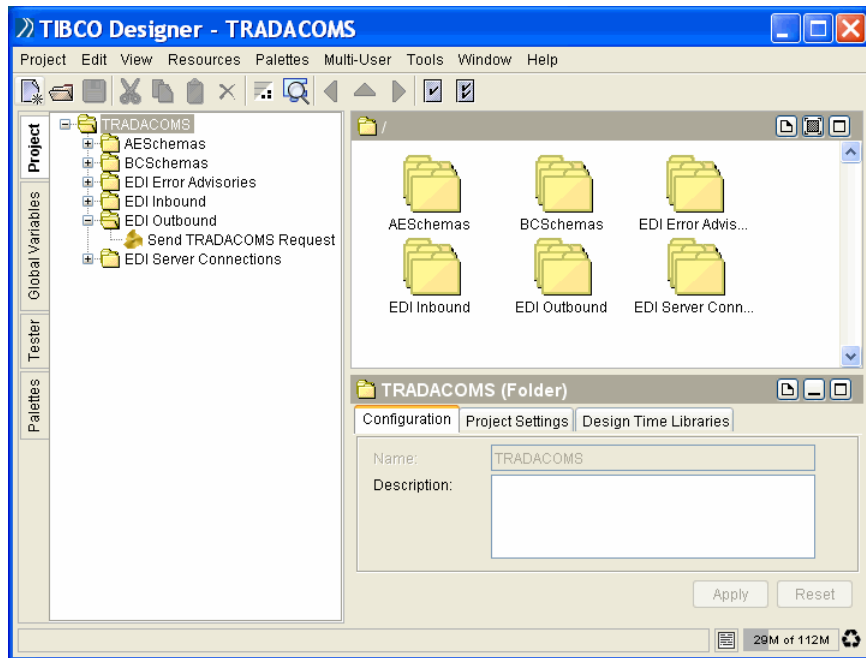 TIBCO Designer - TRADACOMS
Project Edit View Resources Palettes Multi-User Tools Window Help
Project
Global Variables
Tester
Palettes
TRADACOMS
AESchemas
BCSchemas
EDI Error Advisories
EDI Inbound
EDI Outbound
Send TRADACOMS Request
EDI Server Connections
/
AESchemas BCSchemas EDI Error Advis...
EDI Inbound EDI Outbound EDI Server Conn...
TRADACOMS (Folder)
Configuration Project Settings Design Time Libraries
Name: TRADACOMS
Description:
Apply Reset
29M of 112M